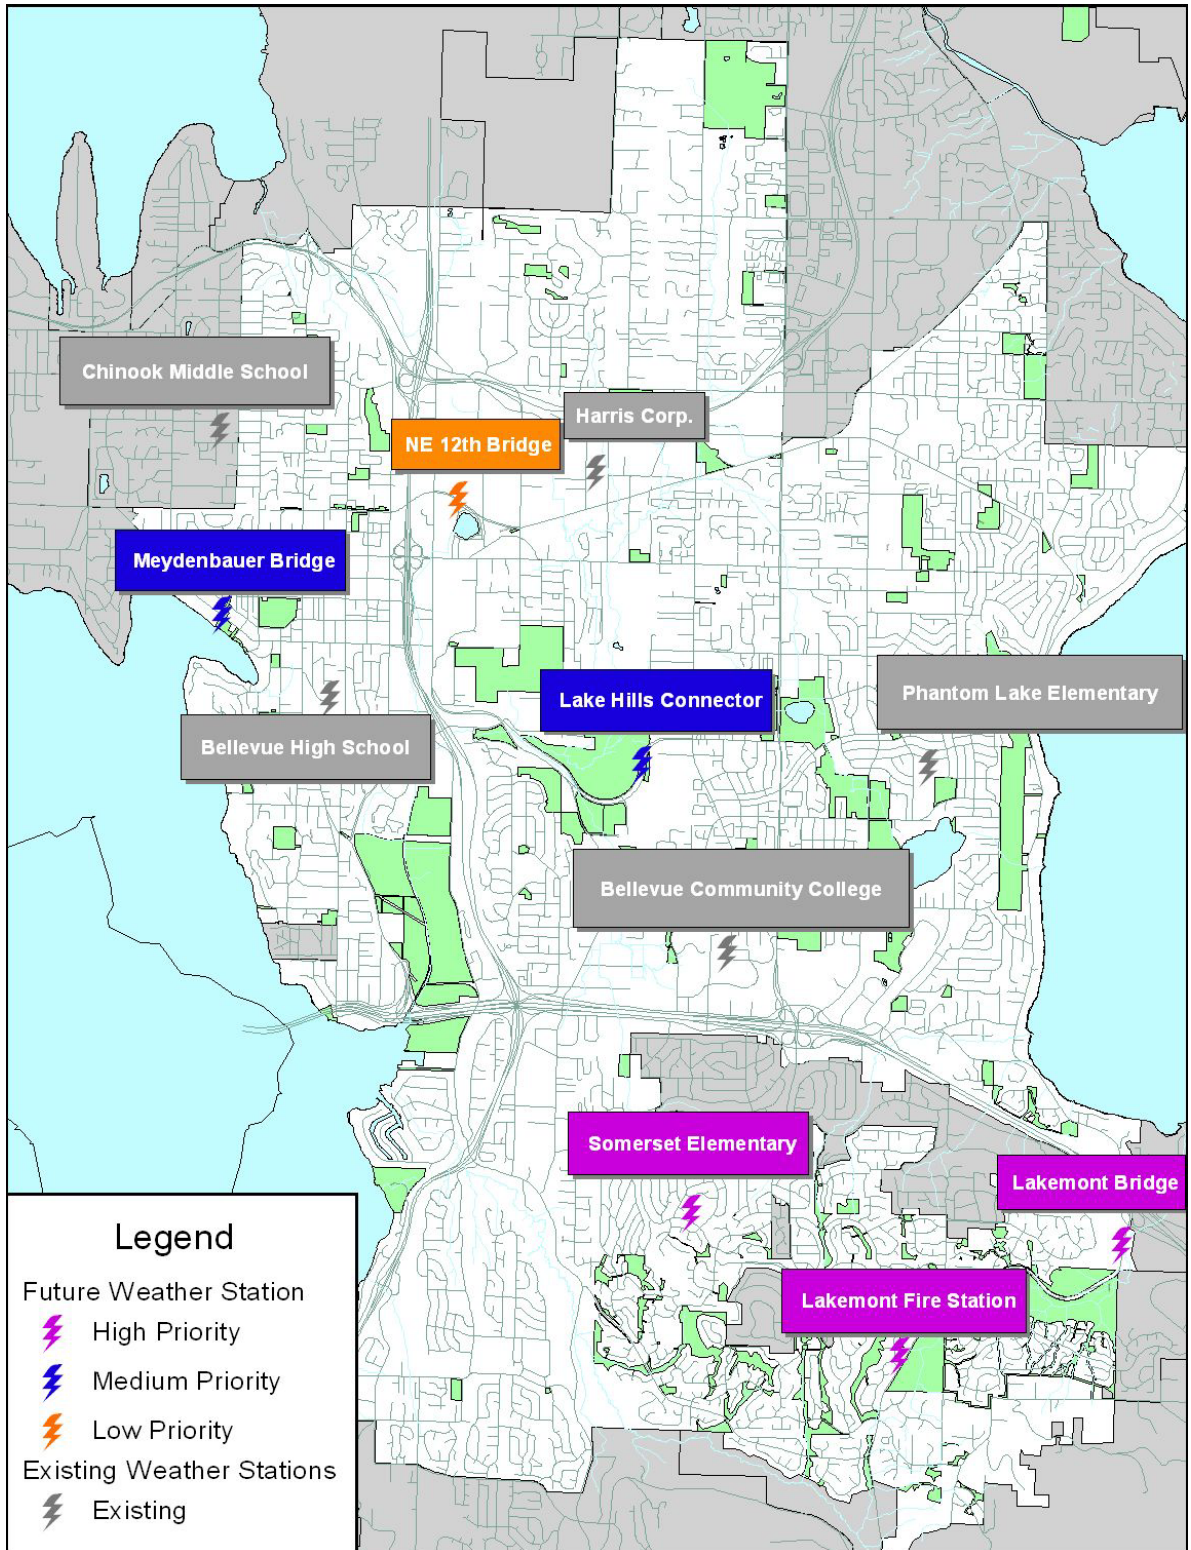 Chinook Middle School
Harris Corp.
NE 12th Bridge
Meydenbauer Bridge
Phantom Lake Elementary
Lake Hills Connector
Bellevue High School
Bellevue Community College
Somerset Elementary
Lakemont Bridge
Lakemont Fire Station
Legend
Future Weather Station
High Priority
Medium Priority
Low Priority
Existing Weather Stations
Existing